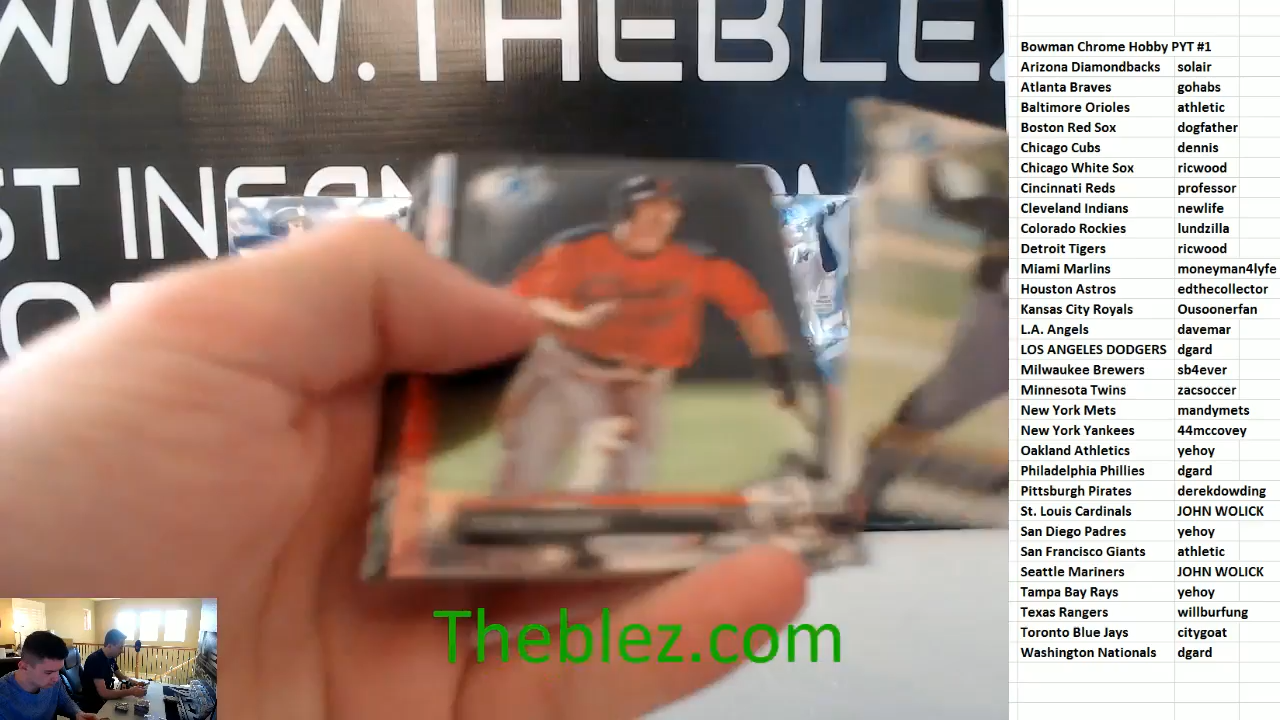 WWW.THEBLEZ
ST INSAN
Theblez.com
Bowman Chrome Hobby PYT #1
Arizona Diamondbacks solair
Atlanta Braves gohabs
Baltimore Orioles athletic
Boston Red Sox dogfather
Chicago Cubs dennis
Chicago White Sox ricwood
Cincinnati Reds professor
Cleveland Indians newlife
Colorado Rockies lundzilla
Detroit Tigers ricwood
Miami Marlins moneyman4lyfe
Houston Astros edthecollector
Kansas City Royals Ousoonerfan
L.A. Angels davemar
LOS ANGELES DODGERS dgard
Milwaukee Brewers sb4ever
Minnesota Twins zacsoccer
New York Mets mandymets
New York Yankees 44mccovey
Oakland Athletics yehoy
Philadelphia Phillies dgard
Pittsburgh Pirates derekdowding
St. Louis Cardinals JOHN WOLICK
San Diego Padres yehoy
San Francisco Giants athletic
Seattle Mariners JOHN WOLICK
Tampa Bay Rays yehoy
Texas Rangers willburfung
Toronto Blue Jays citygoat
Washington Nationals dgard